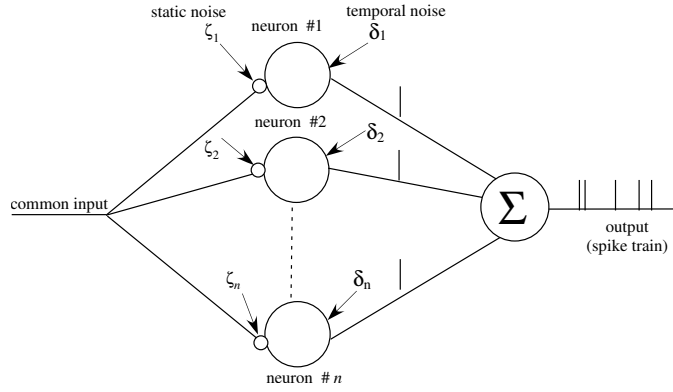 static noise
temporal noise
ζ1
neuron #1
δ1
neuron #2
ζ2
δ2
common input
Σ
output
(spike train)
ζn
δn
neuron # n